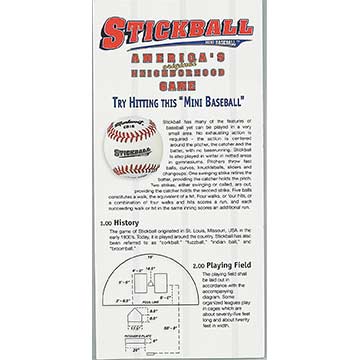 STICKBALL
MINI BASEBALL
AMERICA'S
original
NEIGHBORHOOD
GAME
TRY HITTING THIS "MINI BASEBALL"
STICKBALL
Stickball has many of the features of
baseball yet can be played in a very
small area. No exhausting action is
required - the action is centered
around the pitcher, the catcher and the
batter, with no baserunning. Stickball
is also played in winter in netted areas
in gymnasiums. Pitchers throw fast
balls, curves, knuckleballs, sliders and
changeups. One swinging strike retires the
batter, providing the catcher holds the pitch.
Two strikes, either swinging or called, are out,
providing the catcher holds the second strike. Five balls
constitutes a walk, the equivalent of a hit. Four walks, or four hits, or
a combination of four walks and hits scores a run, and each
succeeding walk or hit in the same inning scores an additional run.
1.00 History
The game of Stickball originated in St. Louis, Missouri, USA in the
early 1900's. Today, it is played around the country. Stickball has also
been referred to as "corkball," "fuzzball," "indian ball," and
"broomball."
2.00 Playing Field
The playing field shall
be laid out in
accordance with the
accompanying
diagram. Some
organized leagues play
in cages which are
about seventy-five feet
long and about twenty
feet in width.
FOUL LINE
PITCHER'S PLATE